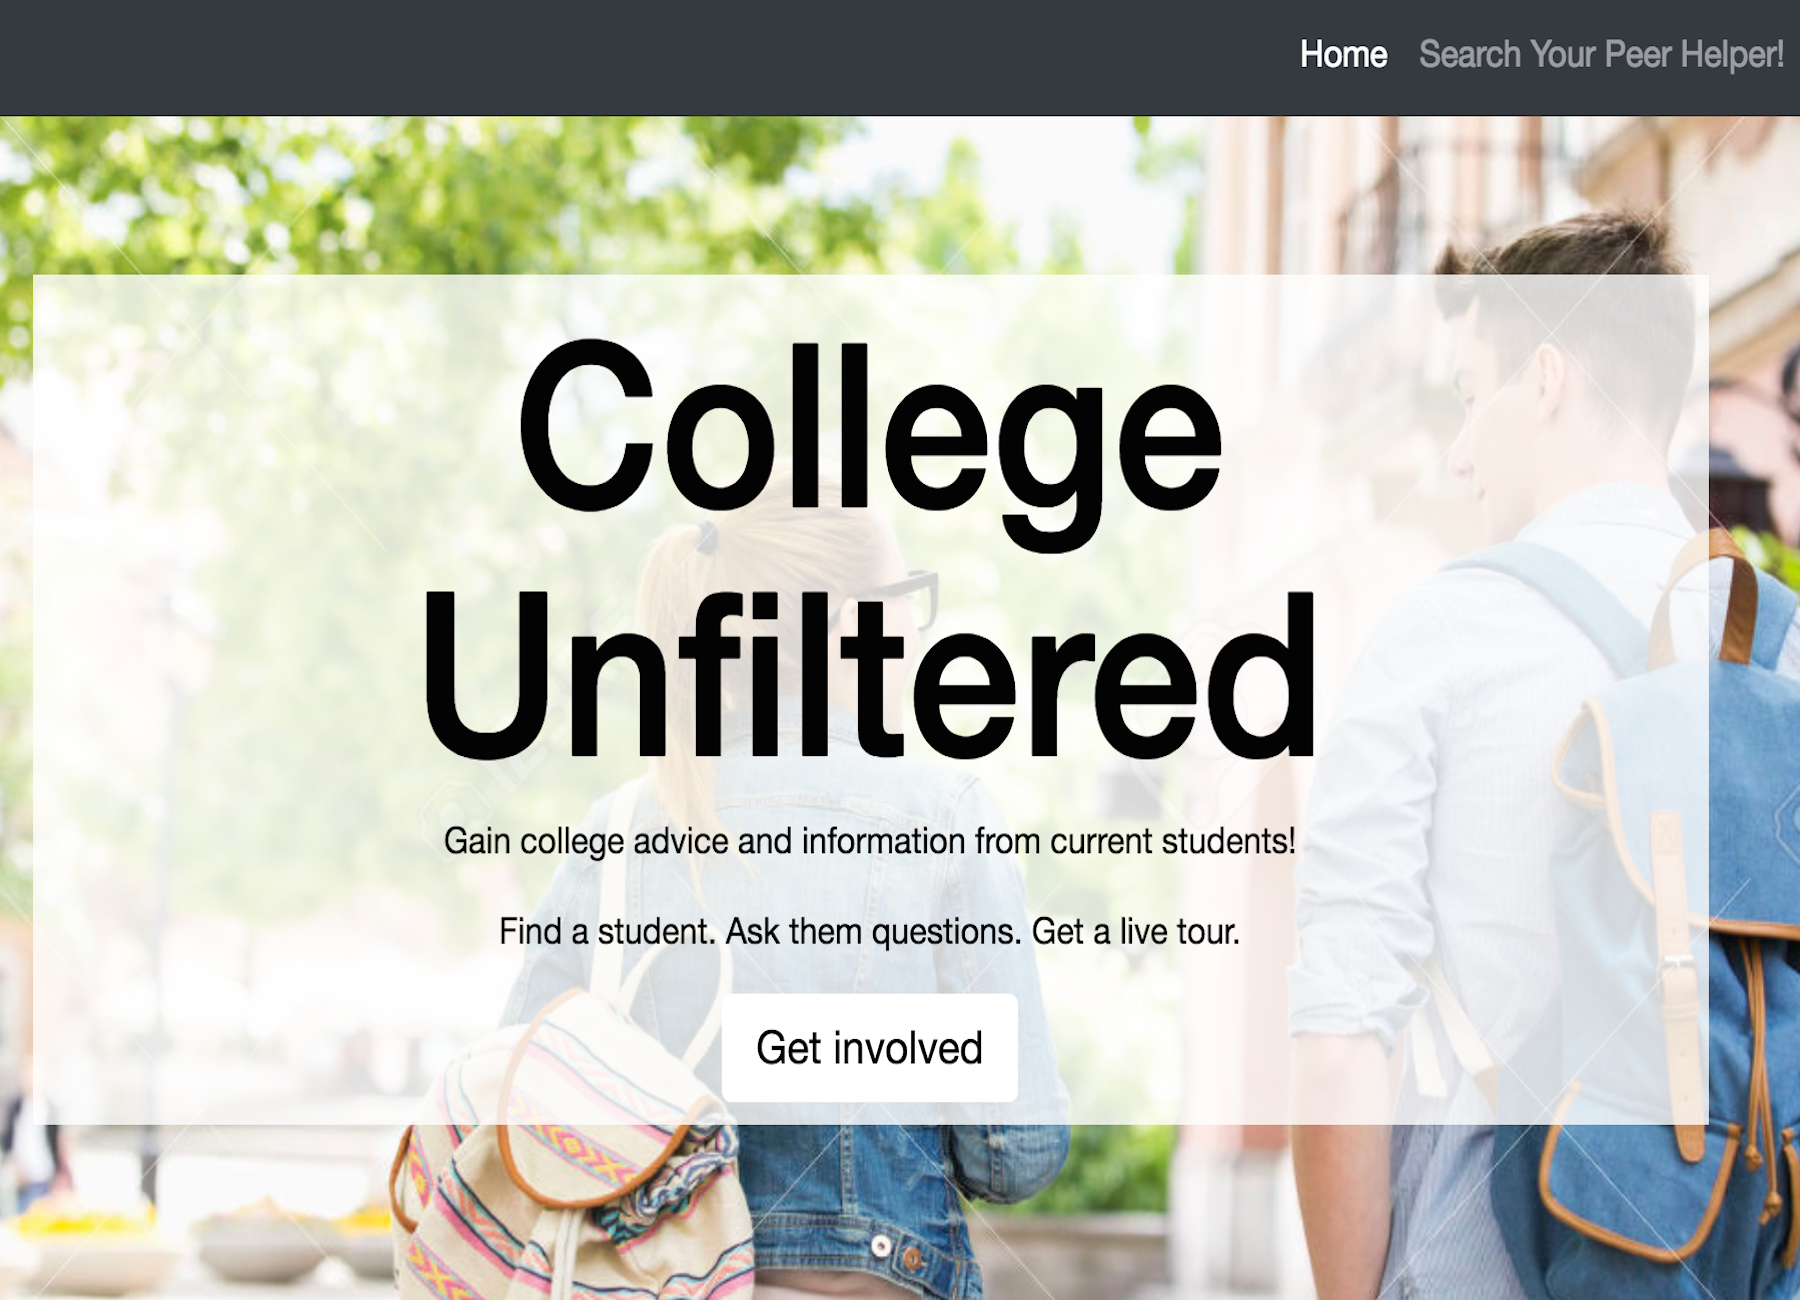 Home Search Your Peer Helper!
College
Unfiltered
Gain college advice and information from current students!
Find a student. Ask them questions. Get a live tour.
Get involved